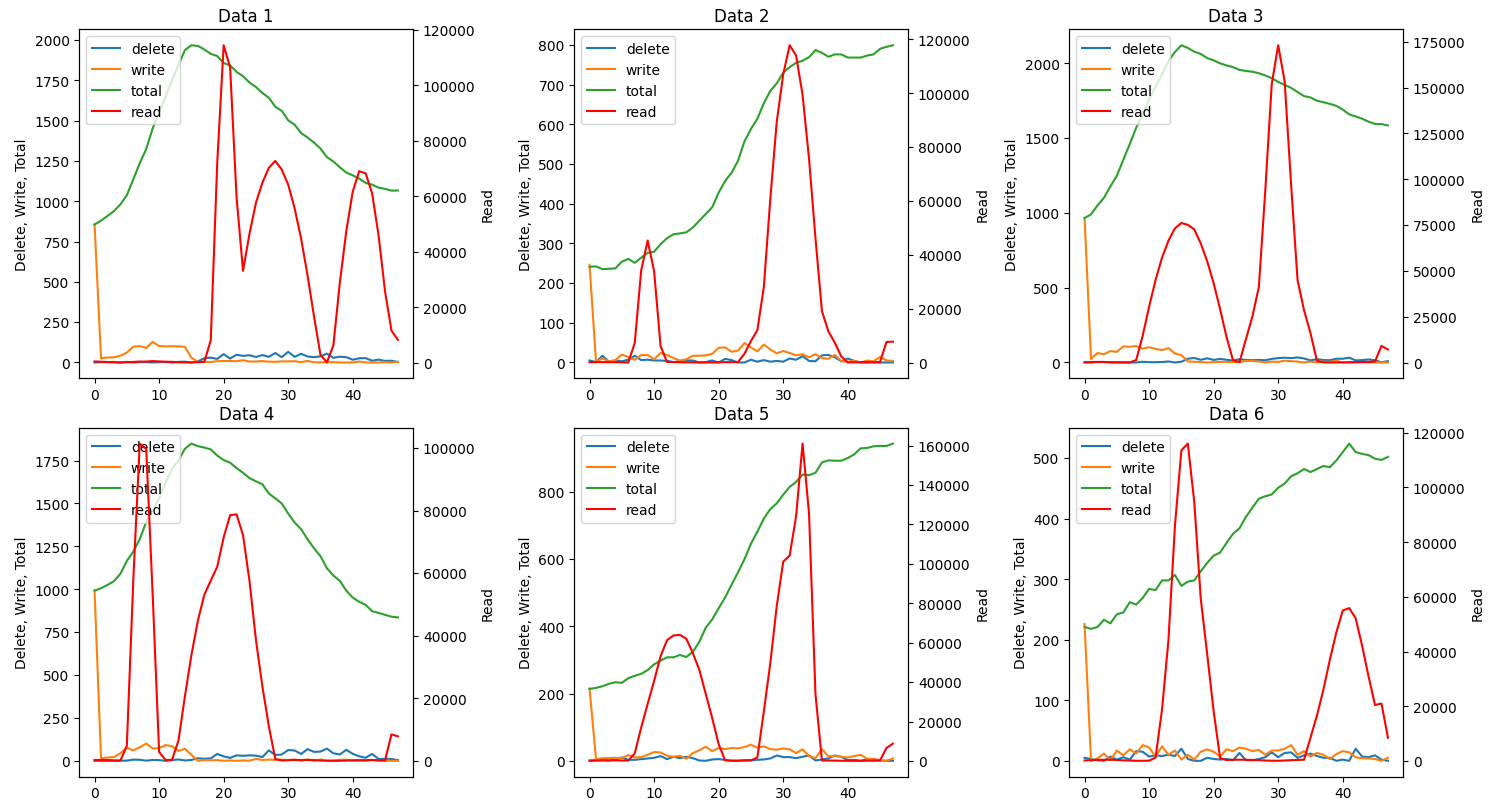 Data 1
Data 2
Data 3
2000
1750
1500
1250
1000
750
500
250
0
Delete, Write, Total
delete
write
total
read
120000
100000
80000
60000
40000
20000
0
Read
0
10
20
30
40
800
700
600
500
400
300
200
100
0
Delete, Write, Total
delete
write
total
read
120000
100000
80000
60000
40000
20000
0
Read
0
10
20
30
40
2000
1500
1000
500
0
Delete, Write, Total
delete
write
total
read
175000
150000
125000
100000
75000
50000
25000
0
Read
0
10
20
30
40
Data 4
Data 5
Data 6
1750
1500
1250
1000
750
500
250
0
Delete, Write, Total
delete
write
total
read
100000
80000
60000
40000
20000
0
Read
0
10
20
30
40
800
600
400
200
0
Delete, Write, Total
delete
write
total
read
160000
140000
120000
100000
80000
60000
40000
20000
0
Read
0
10
20
30
40
500
400
300
200
100
0
Delete, Write, Total
delete
write
total
read
120000
100000
80000
60000
40000
20000
0
Read
0
10
20
30
40